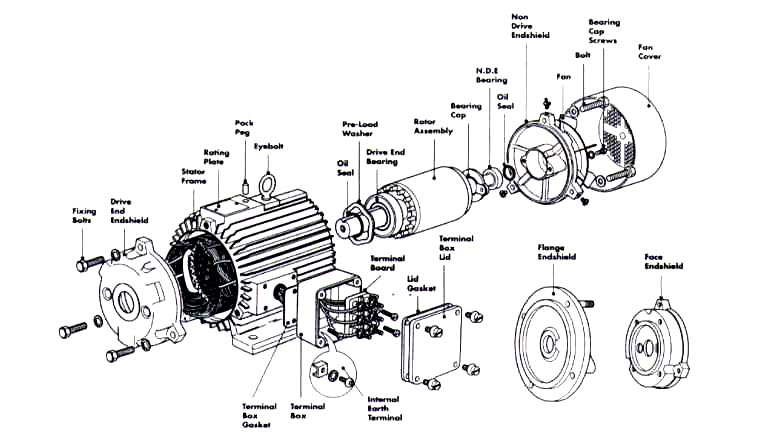 Non
Drive
Endshield
Bearing
Cap
Screws
Bolt
Fan
Cover
N.D.E
Bearing
Fan
Oil
Seal
Bearing
Cap
Rotor
Assembly
Pre-Load
Washer
Drive End
Bearing
Oil
Seal
Pack
Peg
Eyebolt
Rating
Plate
Stator
Frame
Drive
End
Endshield
Fixing
Bolts
Terminal
Box
Lid
Terminal
Board
Lid
Gasket
Flange
Endshield
Face
Endshield
Terminal
Box
Gasket
Terminal
Box
Internal
Earth
Terminal